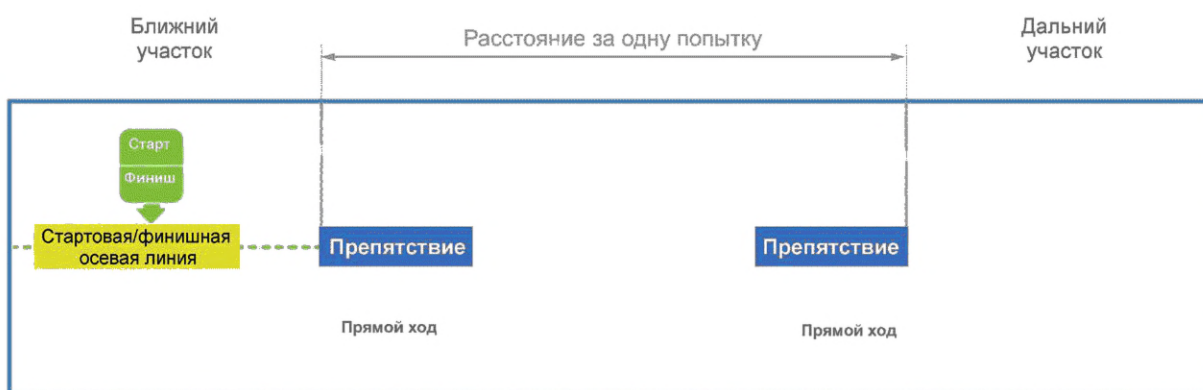 Ближний
участок
Расстояние за одну попытку
Дальний
участок
Старт
Финиш
Стартовая/финишная
осевая линия
Препятствие
Препятствие
Прямой ход
Прямой ход